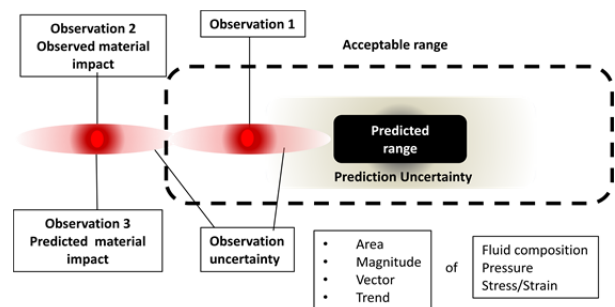 Observation 2
Observed material
impact
Observation 1
Acceptable range
Predicted
range
Prediction Uncertainty
Observation 3
Predicted material
impact
Observation
uncertainty
• Area
• Magnitude
• Vector
• Trend
of
Fluid composition
Pressure
Stress/Strain